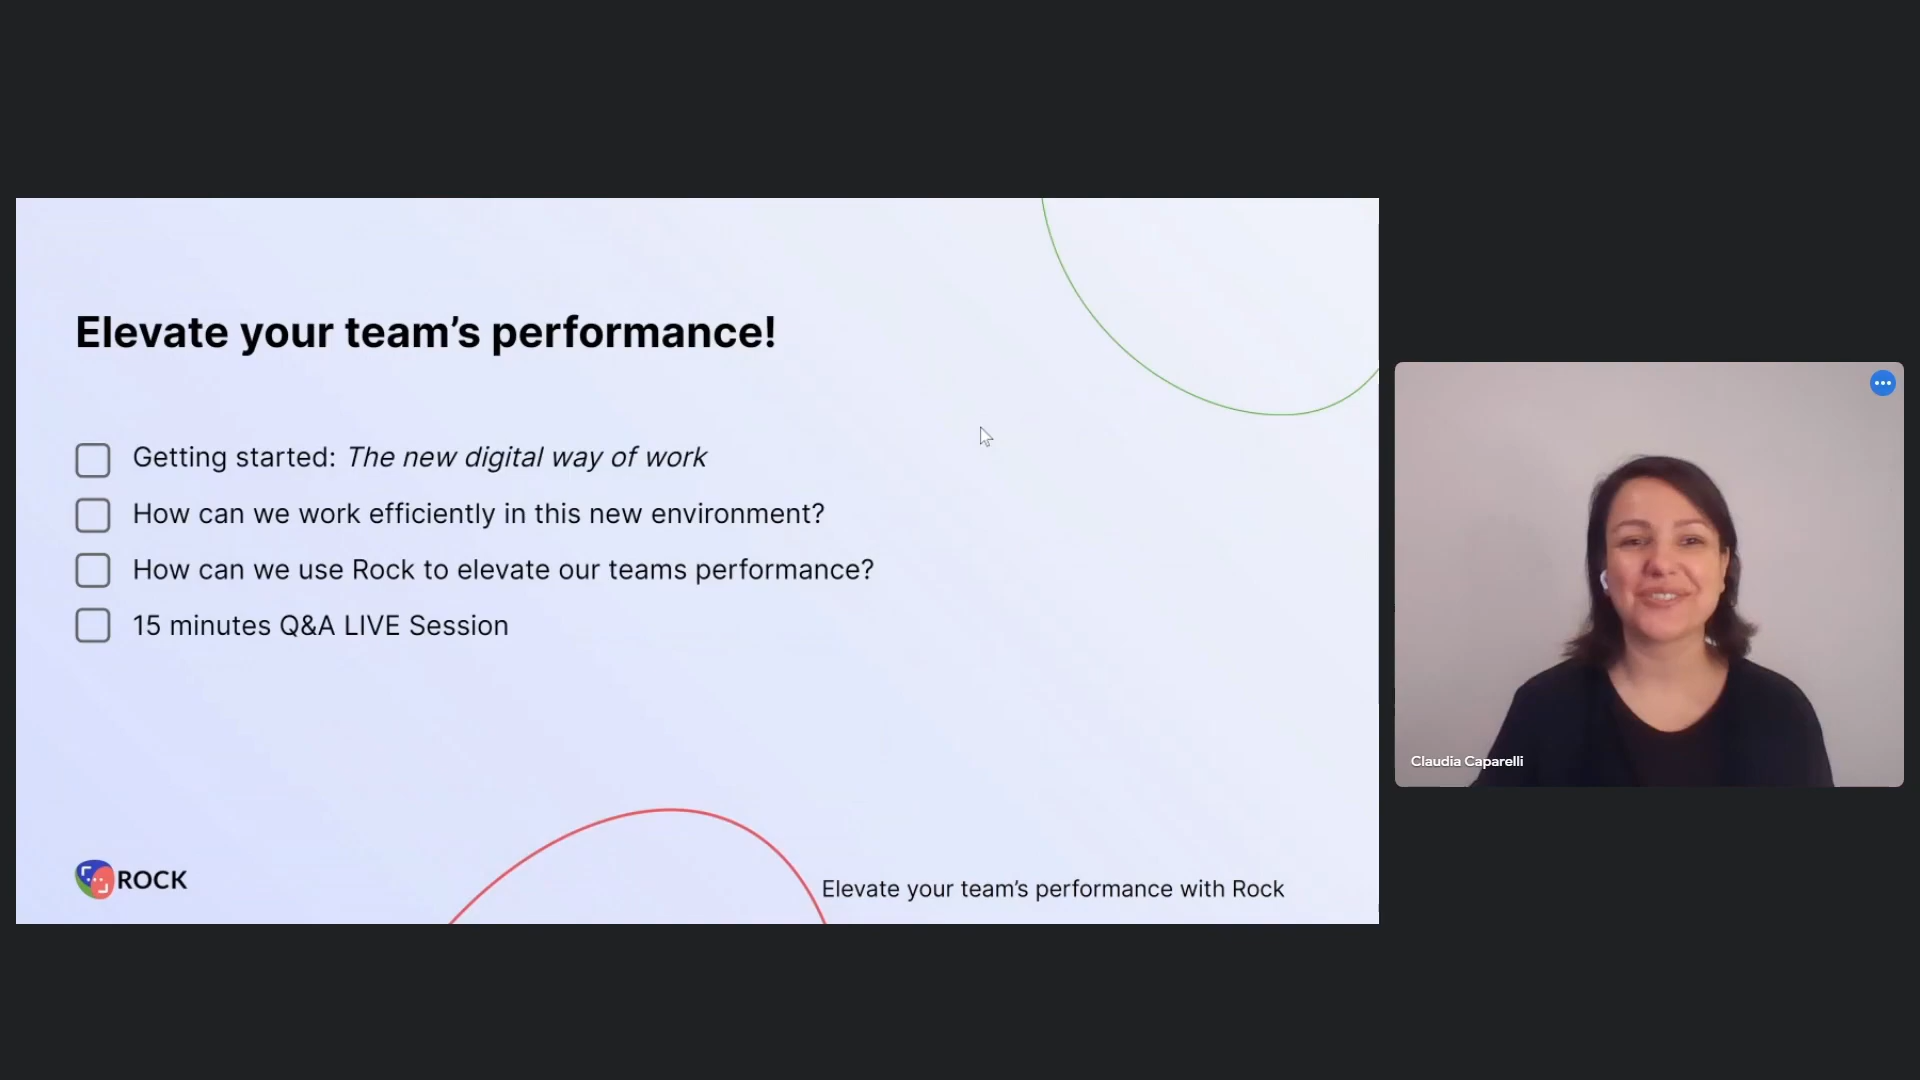 Elevate your team’s performance!
Getting started: The new digital way of work
How can we work efficiently in this new environment?
How can we use Rock to elevate our teams performance?
15 minutes Q&A LIVE Session
ROCK
Elevate your team’s performance with Rock
Claudia Caparelli